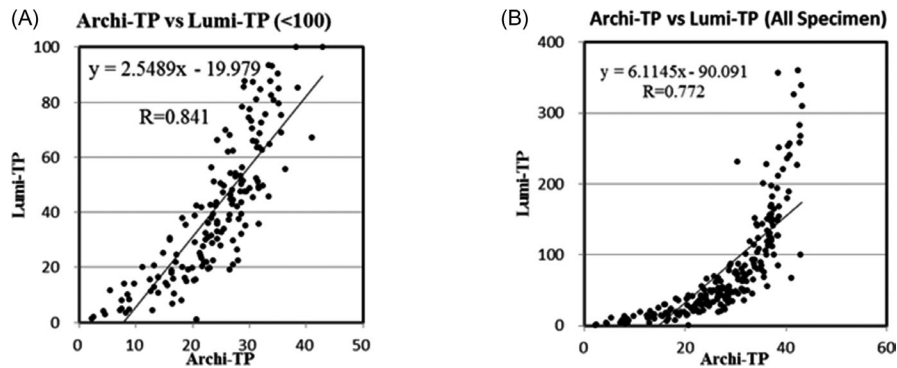 (A)
Archi-TP vs Lumi-TP (<100)
100
80
60
40
20
0
y = 2.5489x - 19.979
R=0.841
Lumi-TP
0 10 20 30 40 50
Archi-TP
(B)
Archi-TP vs Lumi-TP (All Specimen)
400
300
200
100
0
y = 6.1145x - 90.091
R=0.772
Lumi-TP
0 20 40 60
Archi-TP